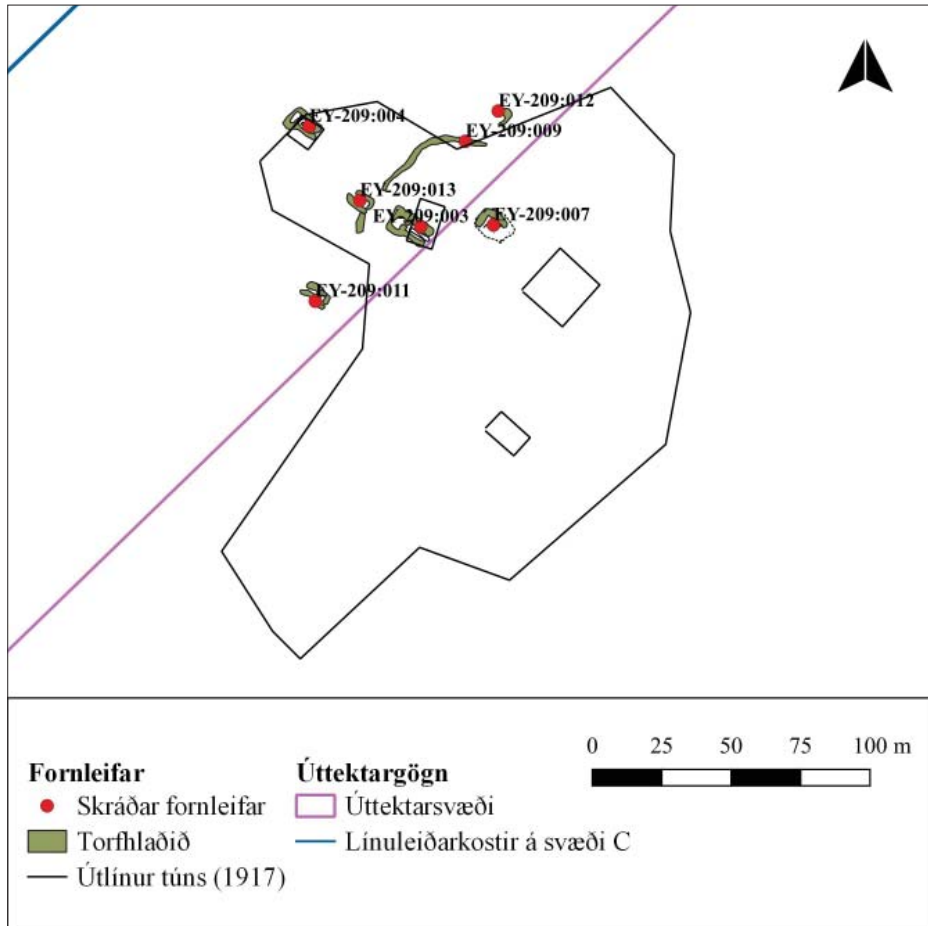 EY-209:012
EY-209:004
EY-209:009
EY-209:013
EY-209:003
EY-209:007
EY-209:011
0 25 50 75 100 m
Fornleifar
Skráðar fornleifar
Torfhlaðið
Útlínur túns (1917)
Úttektargögn
Úttektarsvæði
Línuleiðarkostir á svæði C